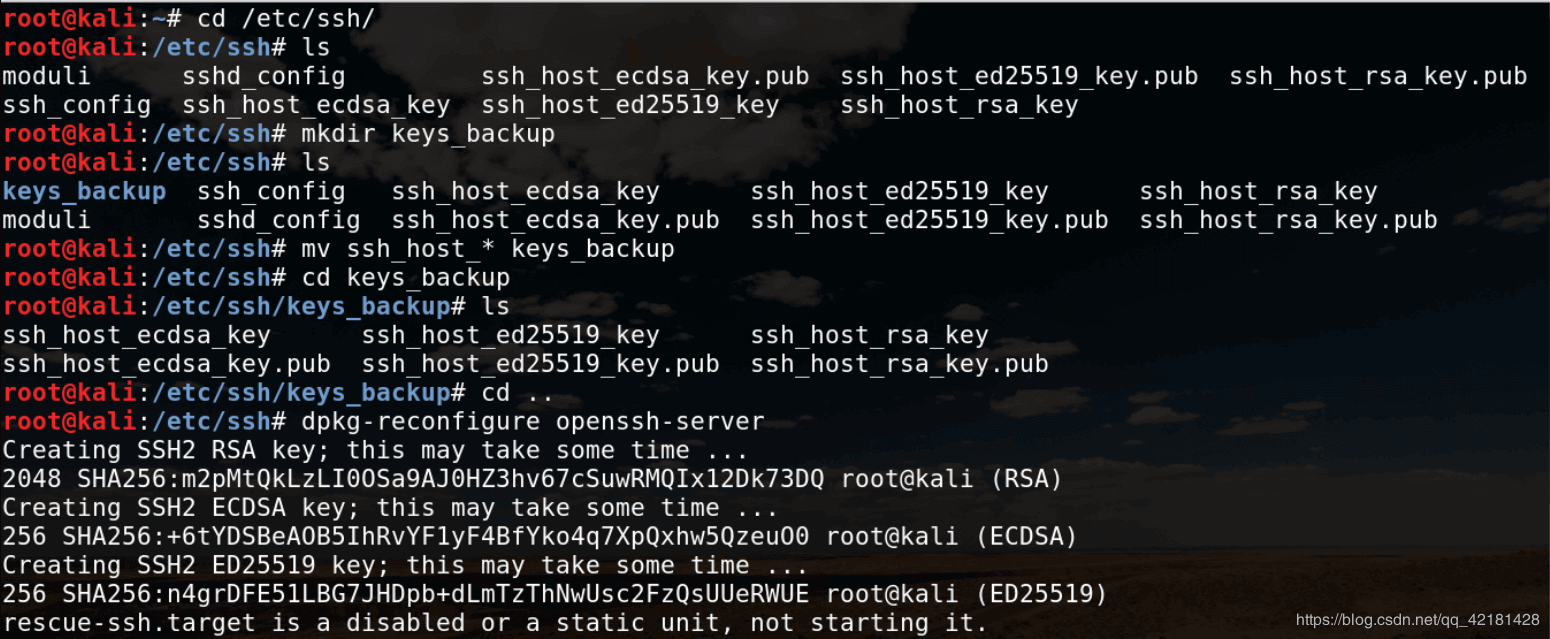 root@kali:~# cd /etc/ssh/
root@kali:/etc/ssh# ls
moduli      sshd_config         ssh_host_ecdsa_key.pub  ssh_host_ed25519_key.pub  ssh_host_rsa_key.pub
ssh_config  ssh_host_ecdsa_key  ssh_host_ed25519_key    ssh_host_rsa_key
root@kali:/etc/ssh# mkdir keys_backup
root@kali:/etc/ssh# ls
keys_backup  ssh_config   ssh_host_ecdsa_key      ssh_host_ed25519_key      ssh_host_rsa_key
moduli       sshd_config  ssh_host_ecdsa_key.pub  ssh_host_ed25519_key.pub  ssh_host_rsa_key.pub
root@kali:/etc/ssh# mv ssh_host_* keys_backup
root@kali:/etc/ssh# cd keys_backup
root@kali:/etc/ssh/keys_backup# ls
ssh_host_ecdsa_key      ssh_host_ed25519_key      ssh_host_rsa_key
ssh_host_ecdsa_key.pub  ssh_host_ed25519_key.pub  ssh_host_rsa_key.pub
root@kali:/etc/ssh/keys_backup# cd ..
root@kali:/etc/ssh# dpkg-reconfigure openssh-server
Creating SSH2 RSA key; this may take some time ...
2048 SHA256:m2pMtQkLzLI0OSa9AJ0HZ3hv67cSuwRMQIx12Dk73DQ root@kali (RSA)
Creating SSH2 ECDSA key; this may take some time ...
256 SHA256:+6tYDSBeAOB5IhRvYF1yF4BfYko4q7XpQxhw5QzeuO0 root@kali (ECDSA)
Creating SSH2 ED25519 key; this may take some time ...
256 SHA256:n4grDFE51LBG7JHDpb+dLmTzThNwUsc2FzQsUUeRWUE root@kali (ED25519)
rescue-ssh.target is a disabled or a static unit, not starting it.
https://blog.csdn.net/qq_42181428